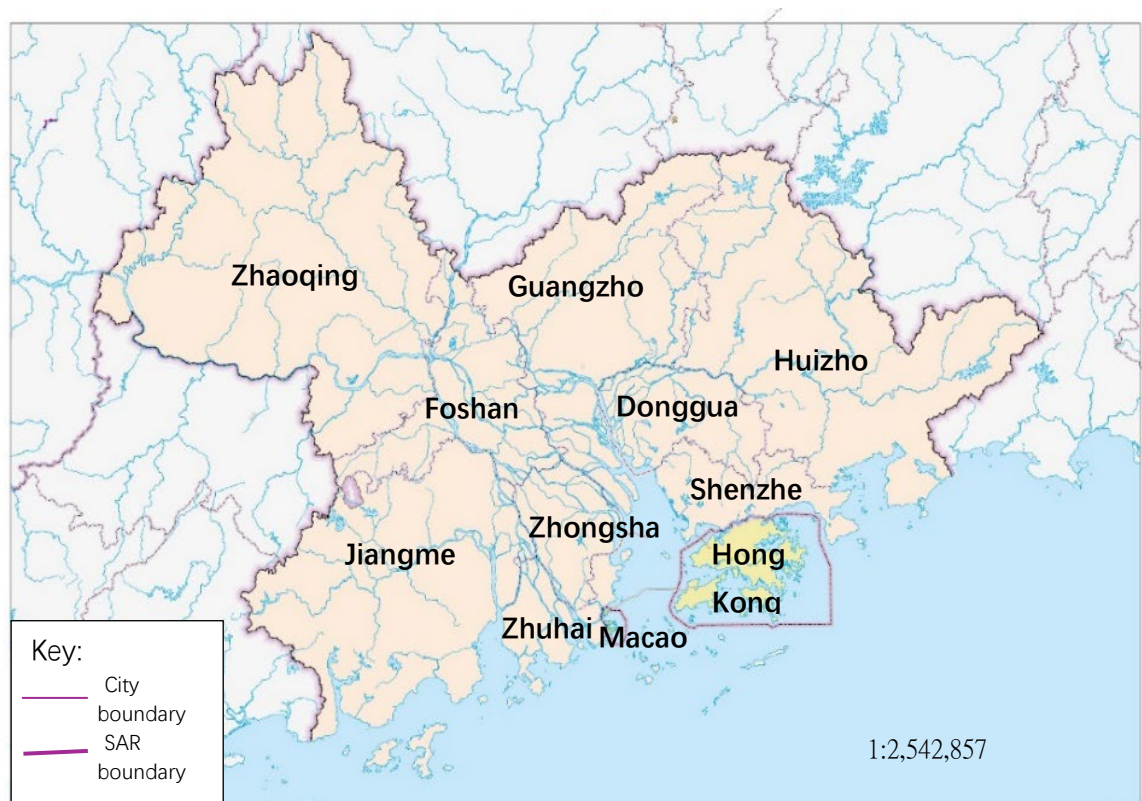 Zhaoqing
Guangzho
Huizho
Foshan
Donggua
Shenzhe
Zhongsha
Jiangme
Hong
Kong
Zhuhai
Macao
Key:
City
boundary
SAR
boundary
1:2,542,857